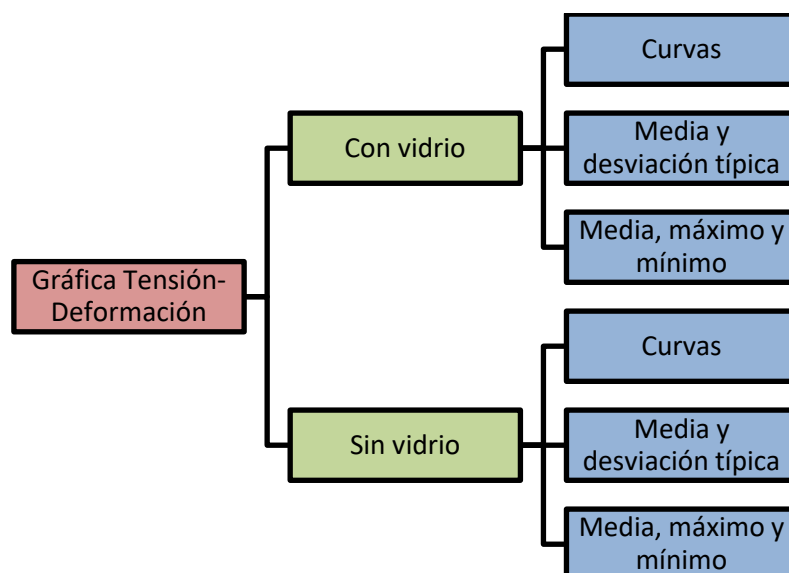 Gráfica Tensión-
Deformación
Con vidrio
Curvas
Media y
desviación típica
Media, máximo y
mínimo
Sin vidrio
Curvas
Media y
desviación típica
Media, máximo y
mínimo